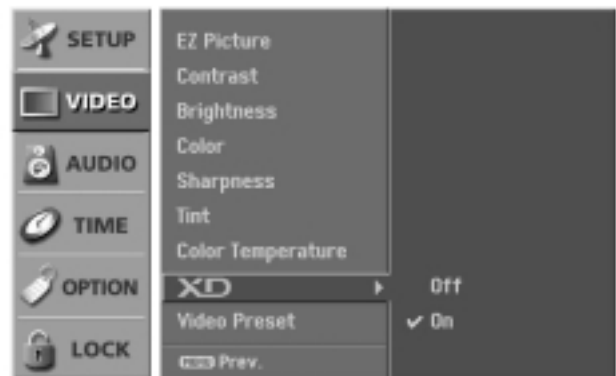 SETUP
VIDEO
AUDIO
TIME
OPTION
LOCK
EZ Picture
Contrast
Brightness
Color
Sharpness
Tint
Color Temperature
XD
Video Preset
Prev.
Off
On